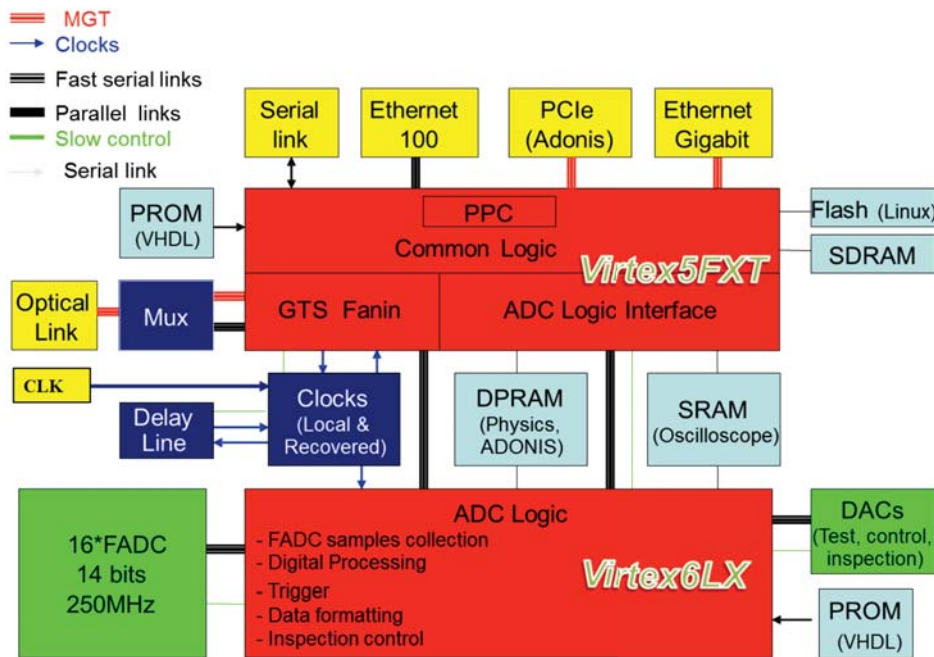 MGT
Clocks
Fast serial links
Parallel links
Slow control
Serial link
Serial
link
Ethernet
100
PCIe
(Adonis)
Ethernet
Gigabit
PROM
(VHDL)
PPC
Common Logic
Virtex5FXT
Flash (Linux)
SDRAM
Optical
Link
Mux
GTS Fanin
ADC Logic Interface
CLK
Delay
Line
Clocks
(Local &
Recovered)
DPRAM
(Physics,
ADONIS)
SRAM
(Oscilloscope)
16*FADC
14 bits
250MHz
ADC Logic
- FADC samples collection
- Digital Processing
- Trigger
- Data formatting
- Inspection control
Virtex6LX
DACs
(Test, control,
inspection)
PROM
(VHDL)